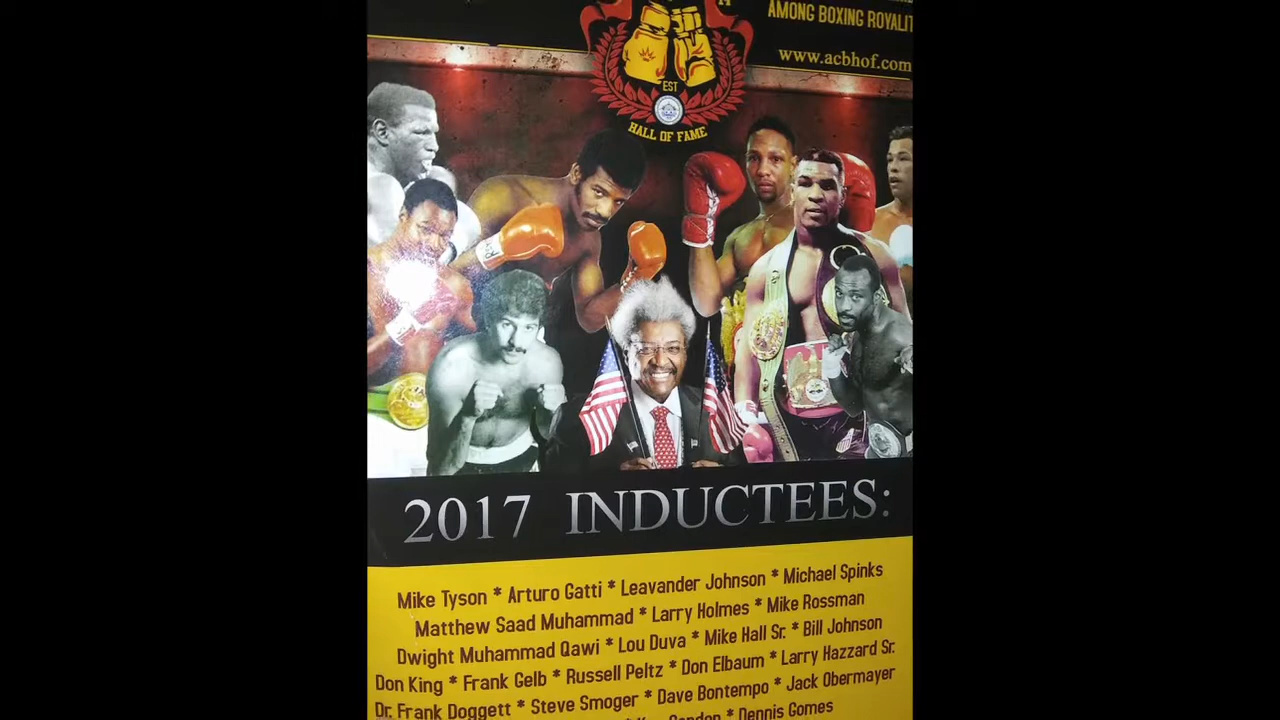 AMONG BOXING
www.acbhof.com
EST
HALL OF FAME
2017 INDUCTEES:
Mike Tyson * Arturo Gatti * Leavander Johnson * Michael Spinks
Matthew Saad Muhammad * Larry Holmes * Mike Rossman
Dwight Muhammad Qawi * Lou Duva * Mike Hall Sr. * Bill Johnson
Don King * Frank Gelb * Russell Peltz * Don Elbaum * Larry Hazzard Sr.
Dr. Frank Doggett * Steve Smoger * Dave Bontempo * Jack Obermayer
* Dennis Gomes